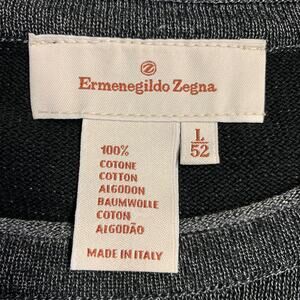 Z
Ermenegildo Zegna
L
52
100%
COTONE
COTTON
ALGODON
BAUMWOLLE
COTON
ALGODÃO
MADE IN ITALY